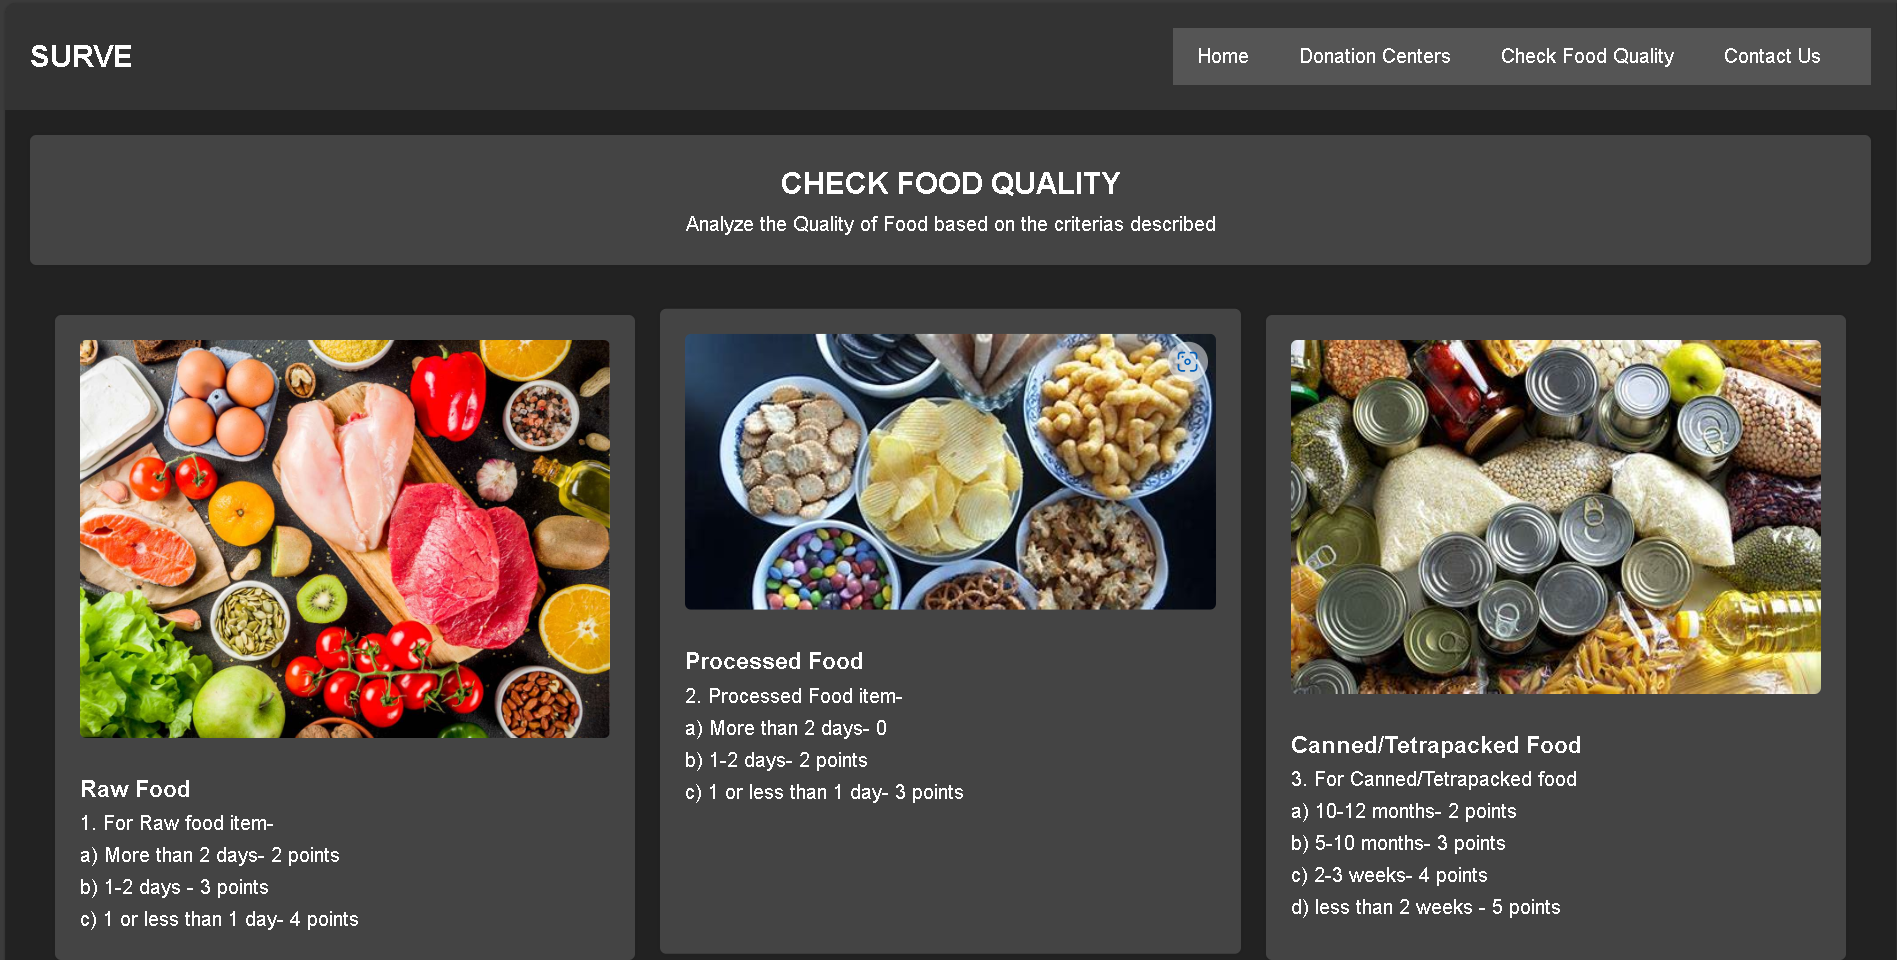 SURVE
Home
Donation Centers
Check Food Quality
Contact Us
CHECK FOOD QUALITY
Analyze the Quality of Food based on the criterias described
Raw Food
1. For Raw food item-
a) More than 2 days- 2 points
b) 1-2 days - 3 points
c) 1 or less than 1 day- 4 points
Processed Food
2. Processed Food item-
a) More than 2 days- 0
b) 1-2 days- 2 points
c) 1 or less than 1 day- 3 points
Canned/Tetrapacked Food
3. For Canned/Tetrapacked food
a) 10-12 months- 2 points
b) 5-10 months- 3 points
c) 2-3 weeks- 4 points
d) less than 2 weeks - 5 points